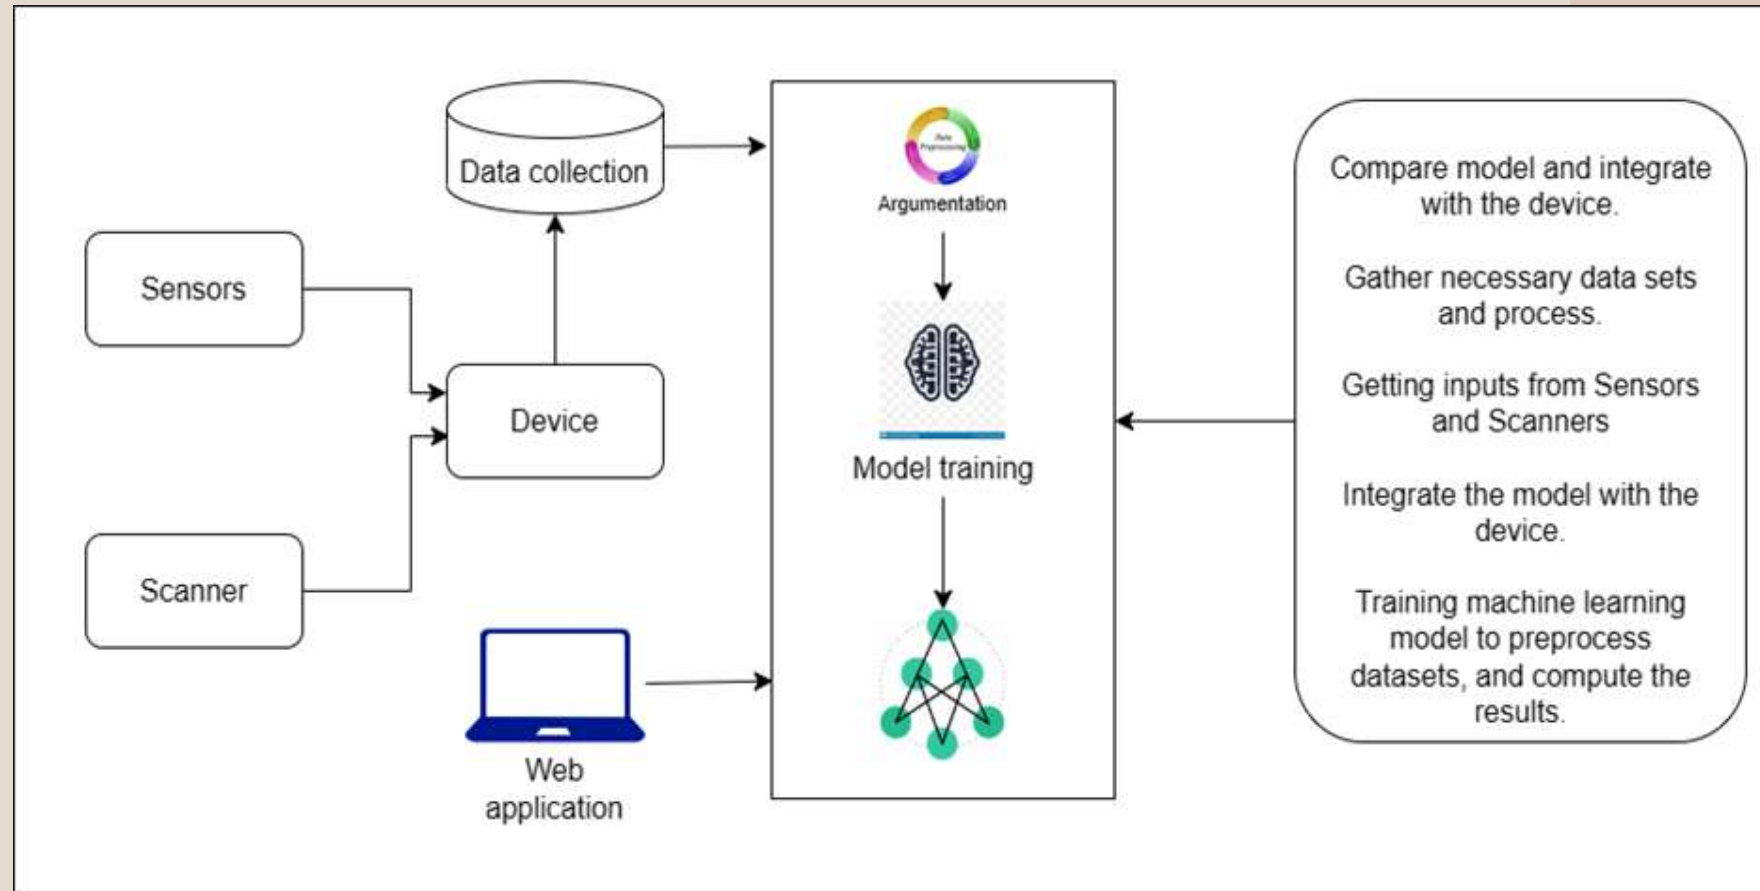 Data collection
Sensors
Device
Scanner
Web
application
Data
Preprocessing
Argumentation
Model training
Compare model and integrate
with the device.
Gather necessary data sets
and process.
Getting inputs from Sensors
and Scanners
Integrate the model with the
device.
Training machine learning
model to preprocess
datasets, and compute the
results.